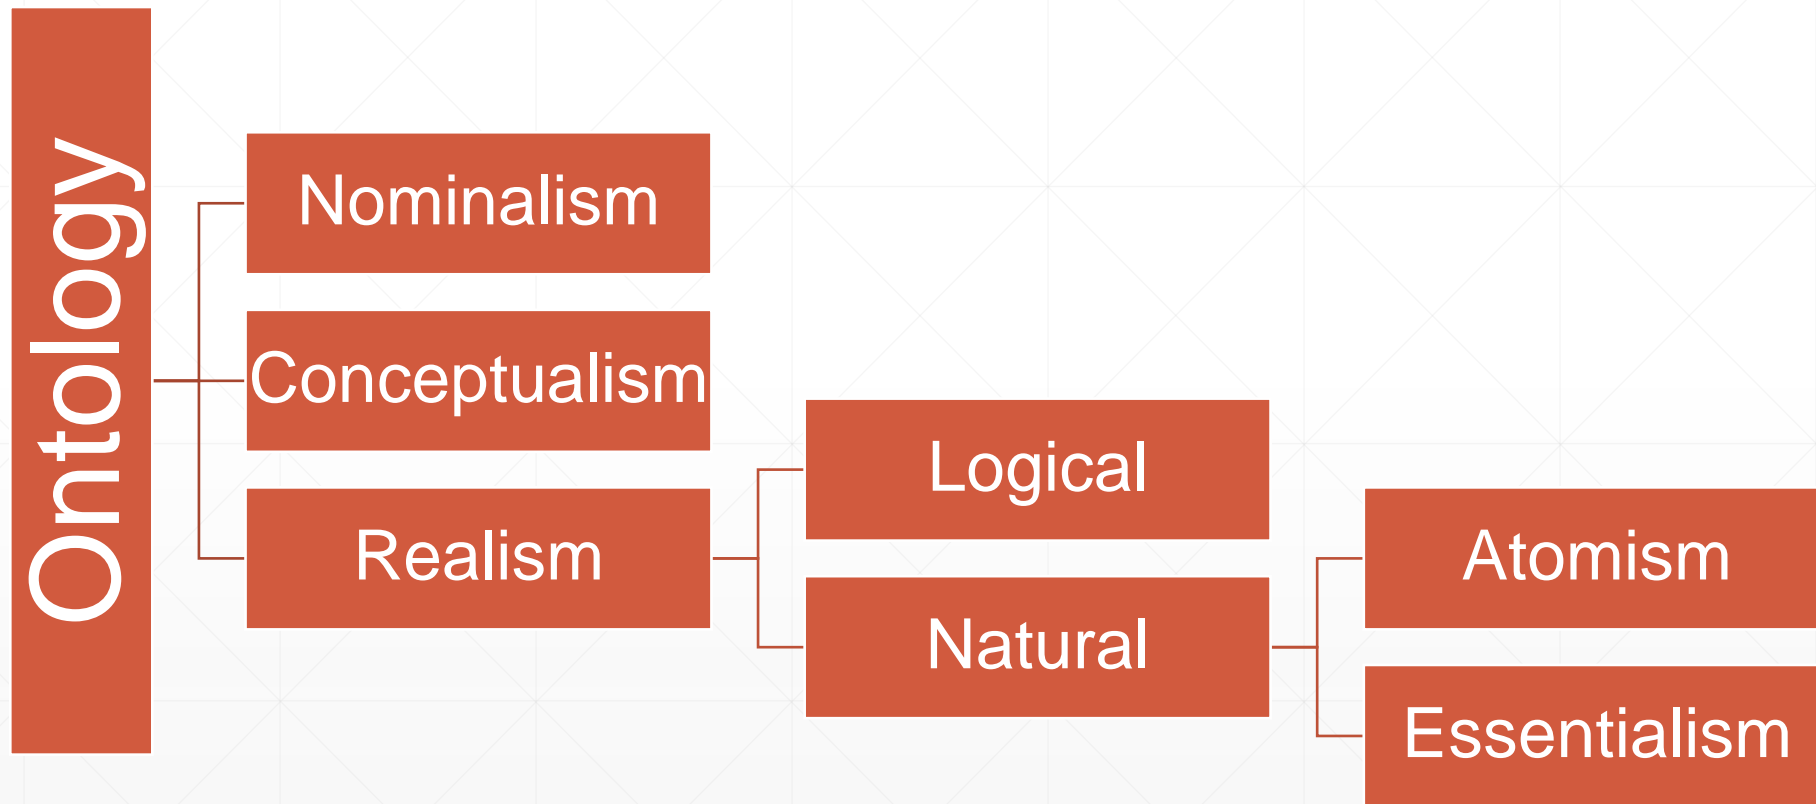 Ontology
Nominalism
Conceptualism
Realism
Logical
Natural
Atomism
Essentialism